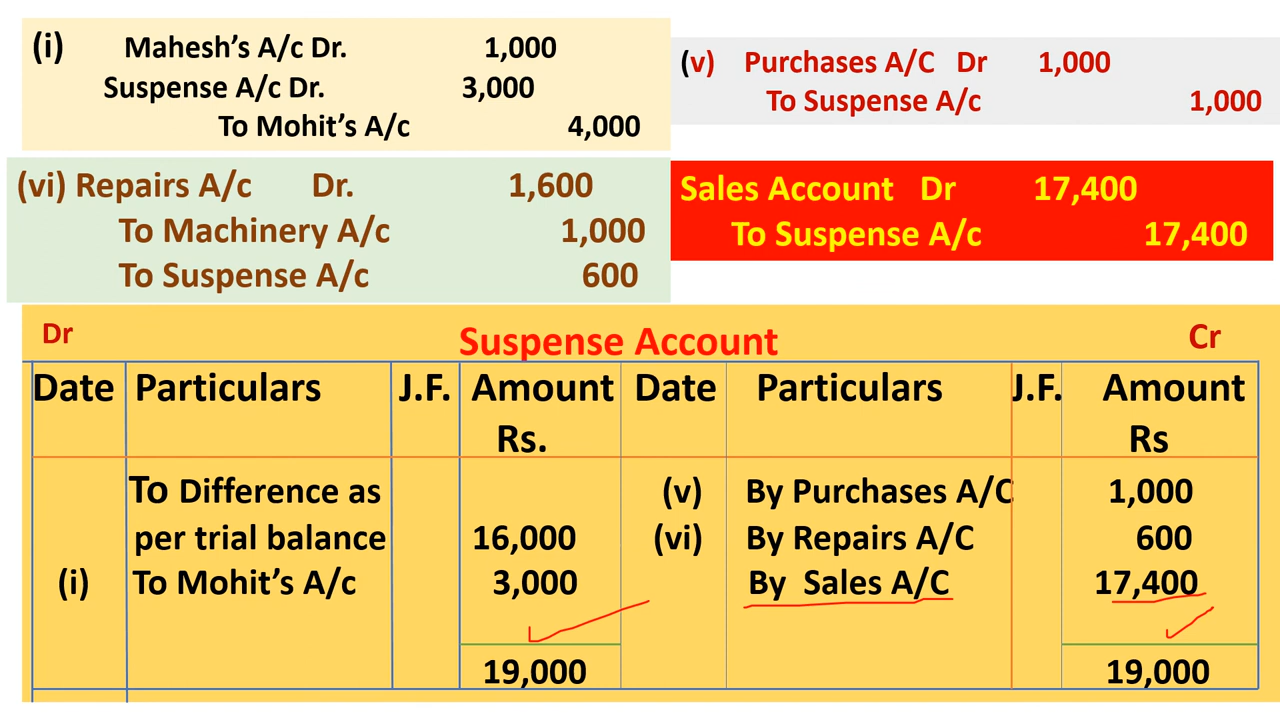 (i) Mahesh's A/c Dr. 1,000
Suspense A/c Dr. 3,000
To Mohit's A/c 4,000
(v) Purchases A/C Dr 1,000
To Suspense A/c 1,000
(vi) Repairs A/c Dr. 1,600
To Machinery A/c 1,000
To Suspense A/c 600
Sales Account Dr 17,400
To Suspense A/c 17,400
Dr Suspense Account Cr
Date Particulars J.F. Amount Date Particulars J.F. Amount
Rs. Rs
To Difference as (v) By Purchases A/C 1,000
per trial balance 16,000 (vi) By Repairs A/C 600
(i) To Mohit's A/c 3,000 By Sales A/C 17,400
19,000 19,000